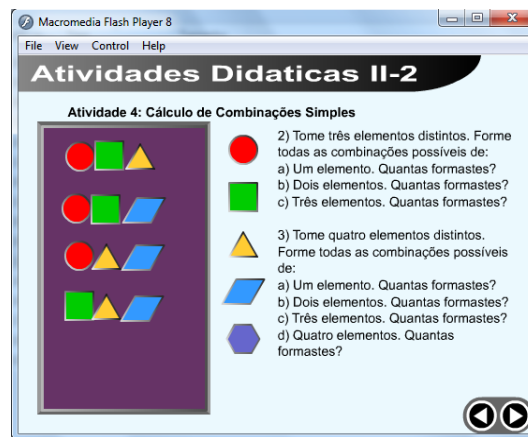 Macromedia Flash Player 8
File View Control Help
Atividades Didaticas II-2
Atividade 4: Cálculo de Combinações Simples
2) Tome três elementos distintos. Forme
todas as combinações possíveis de:
a) Um elemento. Quantas formastes?
b) Dois elementos. Quantas formastes?
c) Três elementos. Quantas formastes?
3) Tome quatro elementos distintos.
Forme todas as combinações possíveis
de:
a) Um elemento. Quantas formastes?
b) Dois elementos. Quantas formastes?
c) Três elementos. Quantas formastes?
d) Quatro elementos. Quantas
formastes?